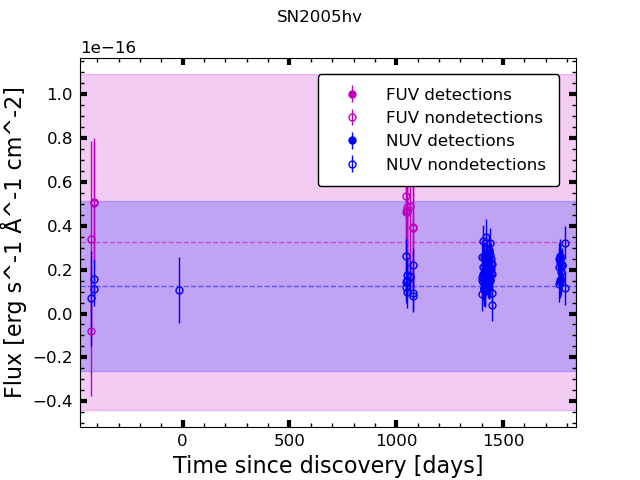 SN2005hv
1e−16
Flux [erg s^-1 Å^-1 cm^-2]
1.0
0.8
0.6
0.4
0.2
0.0
−0.2
−0.4
FUV detections
FUV nondetections
NUV detections
NUV nondetections
0 500 1000 1500
Time since discovery [days]